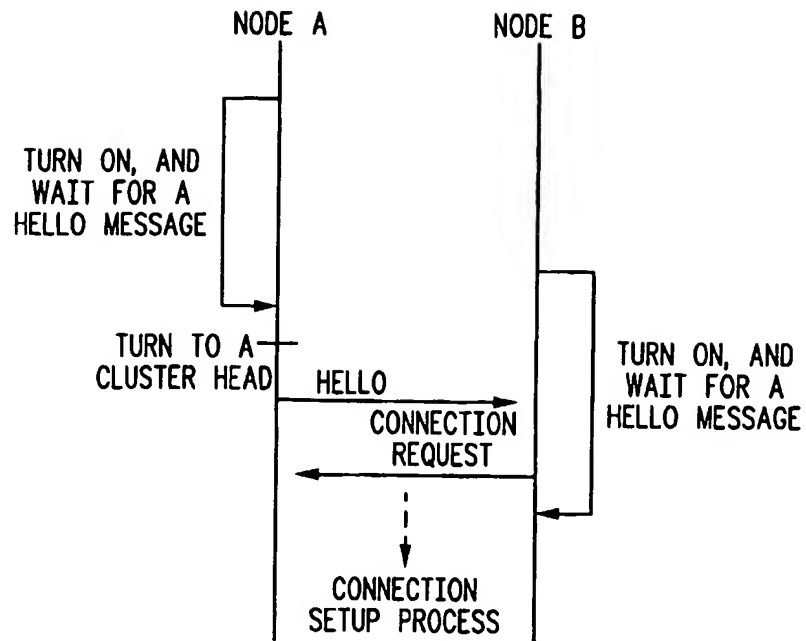 NODE A
NODE B
TURN ON, AND
WAIT FOR A
HELLO MESSAGE
TURN TO A
CLUSTER HEAD
HELLO
CONNECTION
REQUEST
TURN ON, AND
WAIT FOR A
HELLO MESSAGE
CONNECTION
SETUP PROCESS